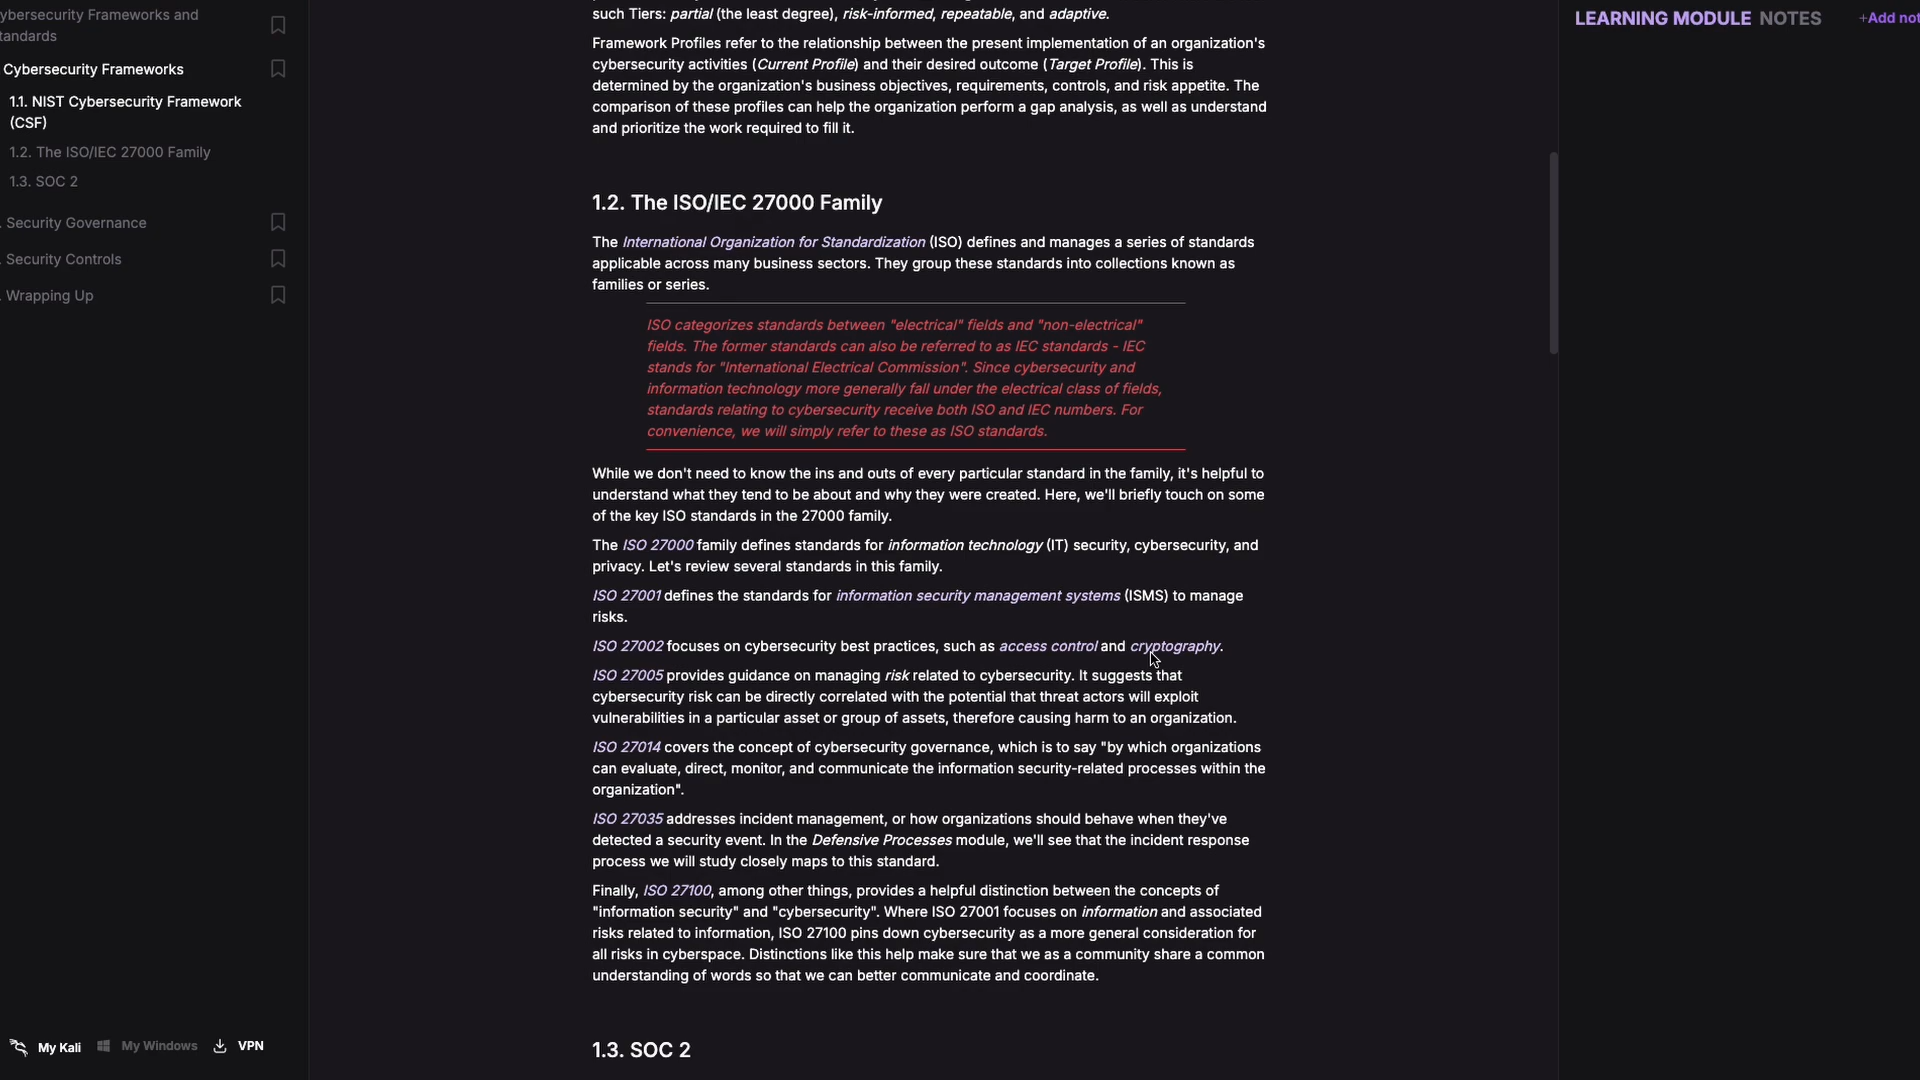 ybersecurity Frameworks and
tandards
Cybersecurity Frameworks
1.1. NIST Cybersecurity Framework
(CSF)
1.2. The ISO/IEC 27000 Family
1.3. SOC 2
. Security Governance
. Security Controls
. Wrapping Up
My Kali
My Windows
VPN
such Tiers: partial (the least degree), risk-informed, repeatable, and adaptive.
Framework Profiles refer to the relationship between the present implementation of an organization's
cybersecurity activities (Current Profile) and their desired outcome (Target Profile). This is
determined by the organization's business objectives, requirements, controls, and risk appetite. The
comparison of these profiles can help the organization perform a gap analysis, as well as understand
and prioritize the work required to fill it.
1.2. The ISO/IEC 27000 Family
The International Organization for Standardization (ISO) defines and manages a series of standards
applicable across many business sectors. They group these standards into collections known as
families or series.
ISO categorizes standards between "electrical" fields and "non-electrical"
fields. The former standards can also be referred to as IEC standards - IEC
stands for "International Electrical Commission". Since cybersecurity and
information technology more generally fall under the electrical class of fields,
standards relating to cybersecurity receive both ISO and IEC numbers. For
convenience, we will simply refer to these as ISO standards.
While we don't need to know the ins and outs of every particular standard in the family, it's helpful to
understand what they tend to be about and why they were created. Here, we'll briefly touch on some
of the key ISO standards in the 27000 family.
The ISO 27000 family defines standards for information technology (IT) security, cybersecurity, and
privacy. Let's review several standards in this family.
ISO 27001 defines the standards for information security management systems (ISMS) to manage
risks.
ISO 27002 focuses on cybersecurity best practices, such as access control and cryptography.
ISO 27005 provides guidance on managing risk related to cybersecurity. It suggests that
cybersecurity risk can be directly correlated with the potential that threat actors will exploit
vulnerabilities in a particular asset or group of assets, therefore causing harm to an organization.
ISO 27014 covers the concept of cybersecurity governance, which is to say "by which organizations
can evaluate, direct, monitor, and communicate the information security-related processes within the
organization".
ISO 27035 addresses incident management, or how organizations should behave when they've
detected a security event. In the Defensive Processes module, we'll see that the incident response
process we will study closely maps to this standard.
Finally, ISO 27100, among other things, provides a helpful distinction between the concepts of
"information security" and "cybersecurity". Where ISO 27001 focuses on information and associated
risks related to information, ISO 27100 pins down cybersecurity as a more general consideration for
all risks in cyberspace. Distinctions like this help make sure that we as a community share a common
understanding of words so that we can better communicate and coordinate.
1.3. SOC 2
LEARNING MODULE NOTES
+Add not